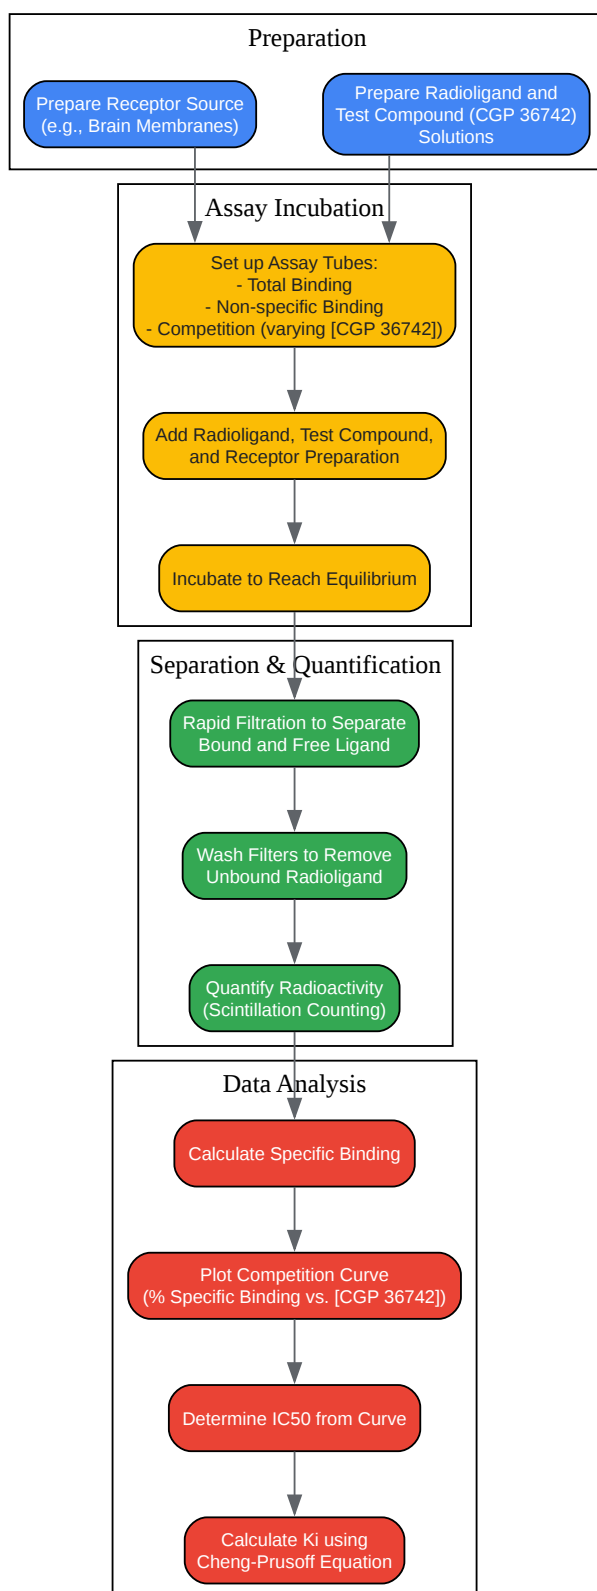 Preparation
Prepare Receptor Source
(e.g., Brain Membranes)
Prepare Radioligand and
Test Compound (CGP 36742)
Solutions
Assay Incubation
Set up Assay Tubes:
- Total Binding
- Non-specific Binding
- Competition (varying [CGP 36742])
Add Radioligand, Test Compound,
and Receptor Preparation
Incubate to Reach Equilibrium
Separation & Quantification
Rapid Filtration to Separate
Bound and Free Ligand
Wash Filters to Remove
Unbound Radioligand
Quantify Radioactivity
(Scintillation Counting)
Data Analysis
Calculate Specific Binding
Plot Competition Curve
(% Specific Binding vs. [CGP 36742])
Determine IC50 from Curve
Calculate Ki using
Cheng-Prusoff Equation